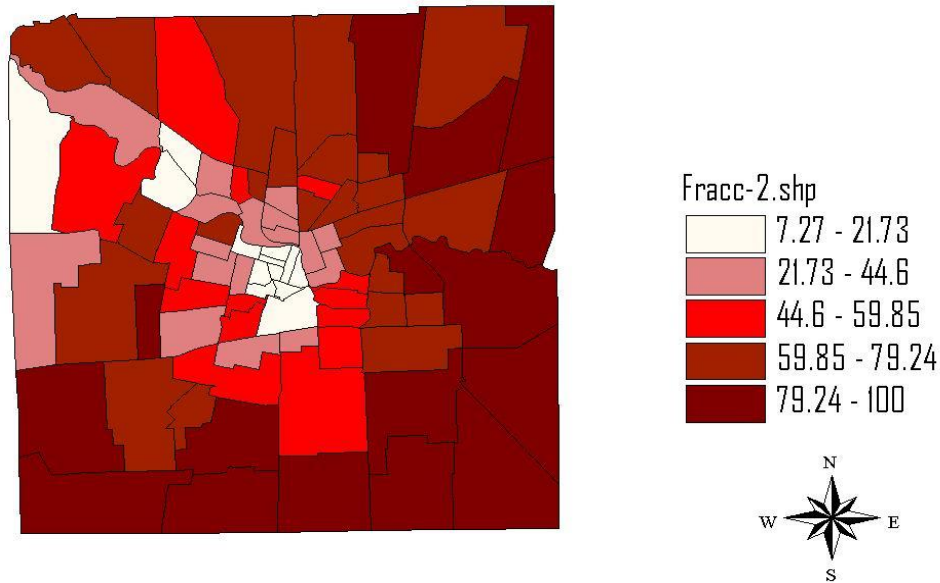 Fracc-2.shp
7.27 - 21.73
21.73 - 44.6
44.6 - 59.85
59.85 - 79.24
79.24 - 100
N
W E
S